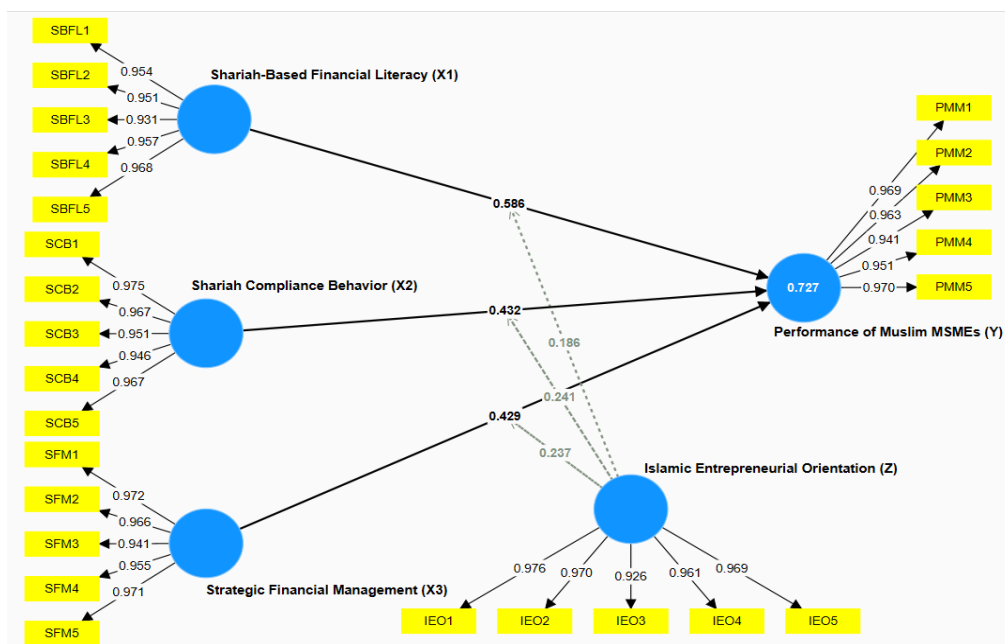 SBFL1
SBFL2
SBFL3
SBFL4
SBFL5
0.954
0.951
0.931
0.957
0.968
Shariah-Based Financial Literacy (X1)
SCB1
SCB2
SCB3
SCB4
SCB5
0.975
0.967
0.951
0.946
0.967
Shariah Compliance Behavior (X2)
SFM1
SFM2
SFM3
SFM4
SFM5
0.972
0.966
0.941
0.955
0.971
Strategic Financial Management (X3)
0.586
0.432
0.429
0.186
0.241
0.237
PMM1
PMM2
PMM3
PMM4
PMM5
0.969
0.963
0.941
0.951
0.970
0.727
Performance of Muslim MSMEs (Y)
Islamic Entrepreneurial Orientation (Z)
0.976
0.970
0.926
0.961
0.969
IEO1
IEO2
IEO3
IEO4
IEO5